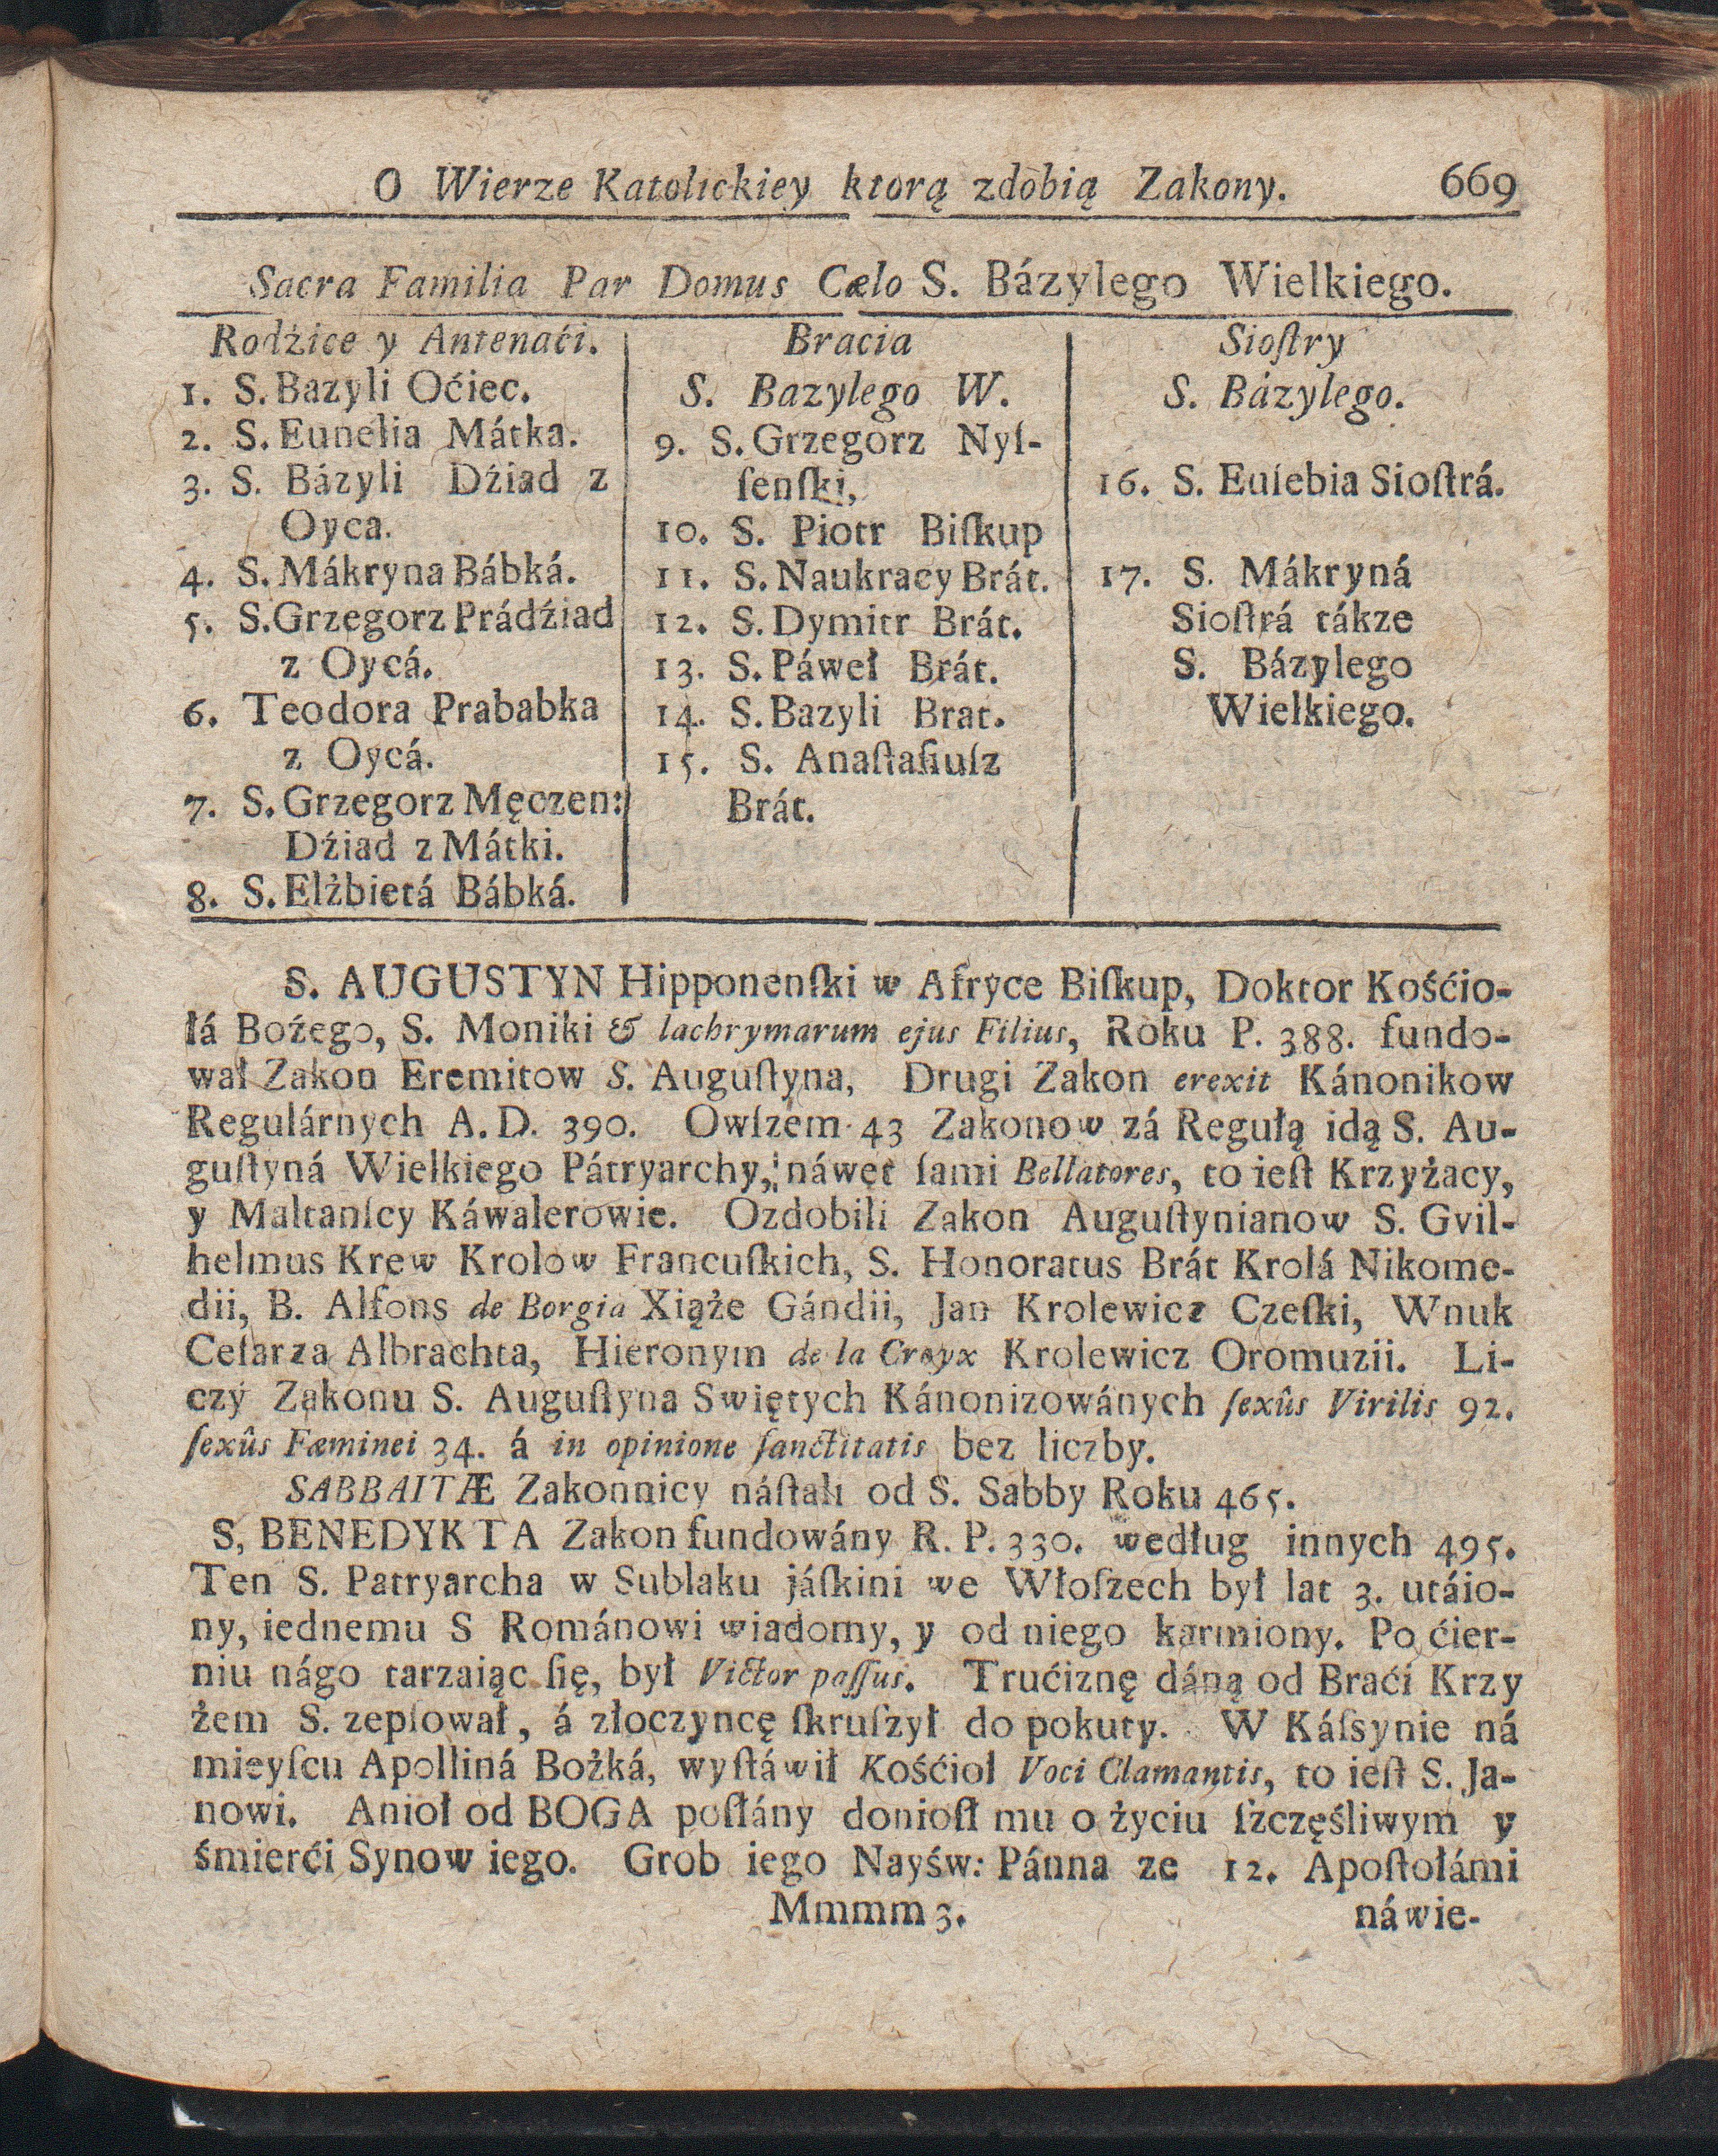 O Wierze Katolickiey ktorą zdobią Zakony. 669
Sacra Familia Par Domus Cælo S. Bázylego Wielkiego.
Rodźice y Antenaći.
1. S. Bazyli Oćiec.
2. S. Eunelia Mátka.
3. S. Bázyli Dźiad z
Oyca.
4. S. Mákryna Bábká.
5. S. Grzegorz Prádźiad
z Oycá.
6. Teodora Prababka
z Oycá.
7. S. Grzegorz Męczen:
Dźiad z Mátki.
8. S. Elżbietá Bábká.
Bracia
S. Bazylego W.
9. S. Grzegorz Nyſ-
ſenſki,
10. S. Piotr Biſkup
11. S. Naukracy Brát.
12. S. Dymitr Brát.
13. S. Páweł Brát.
14. S. Bazyli Brat.
15. S. Anaſtaſiuſz
Brát.
Sioſtry
S. Bázylego.
16. S. Euſebia Sioſtrá.
17. S. Mákryná
Sioſtrá tákze
S. Bázylego
Wielkiego.
S. AUGUSTYN Hipponenſki w Afryce Biſkup, Doktor Kośćio-
łá Bożego, S. Moniki & lachrymarum ejus Filius, Roku P. 388. fundo-
wał Zakon Eremitow S. Auguſtyna, Drugi Zakon erexit Kánonikow
Regulárnych A. D. 390. Owſzem 43 Zakonow zá Regułą idą S. Au-
guſtyná Wielkiego Pátryarchy, náwet ſami Bellatores, to ieſt Krzyżacy,
y Maltanſcy Káwalerowie. Ozdobili Zakon Auguſtynianow S. Gvil-
helmus Krew Krolow Francuſkich, S. Honoratus Brát Krolá Nikome-
dii, B. Alfons de Borgia Xiąże Gándii, Jan Krolewicz Czeſki, Wnuk
Ceſarza Albrachta, Hieronym de la Croyx Krolewicz Oromuzii. Li-
czy Zakonu S. Auguſtyna Swiętych Kánonizowánych ſexûs Virilis 92.
ſexûs Fæminei 34. á in opinione ſanctitatis bez liczby.
SABBAITÆ Zakonnicy náſtali od S. Sabby Roku 465.
S, BENEDYKTA Zakon fundowány R. P. 330. według innych 495.
Ten S. Patryarcha w Sublaku jáſkini we Włoſzech był lat 3. utáio-
ny, iednemu S Románowi wiadomy, y od niego karmiony. Po ćier-
niu nágo tarzaiąc ſię, był Victor paſſus. Trućiznę dáną od Braći Krzy
żem S. zepſował, á złoczyncę ſkruſzył do pokuty. W Káſsynie ná
mieyſcu Apolliná Bożká, wyſtáwił Kośćioł Voci Clamantis, to ieſt S. Ja-
nowi. Anioł od BOGA poſłány donioſł mu o życiu ſzczęśliwym y
śmierći Synow iego. Grob iego Nayśw: Pánna ze 12. Apoſtołámi
Mmmm 3. náwie-